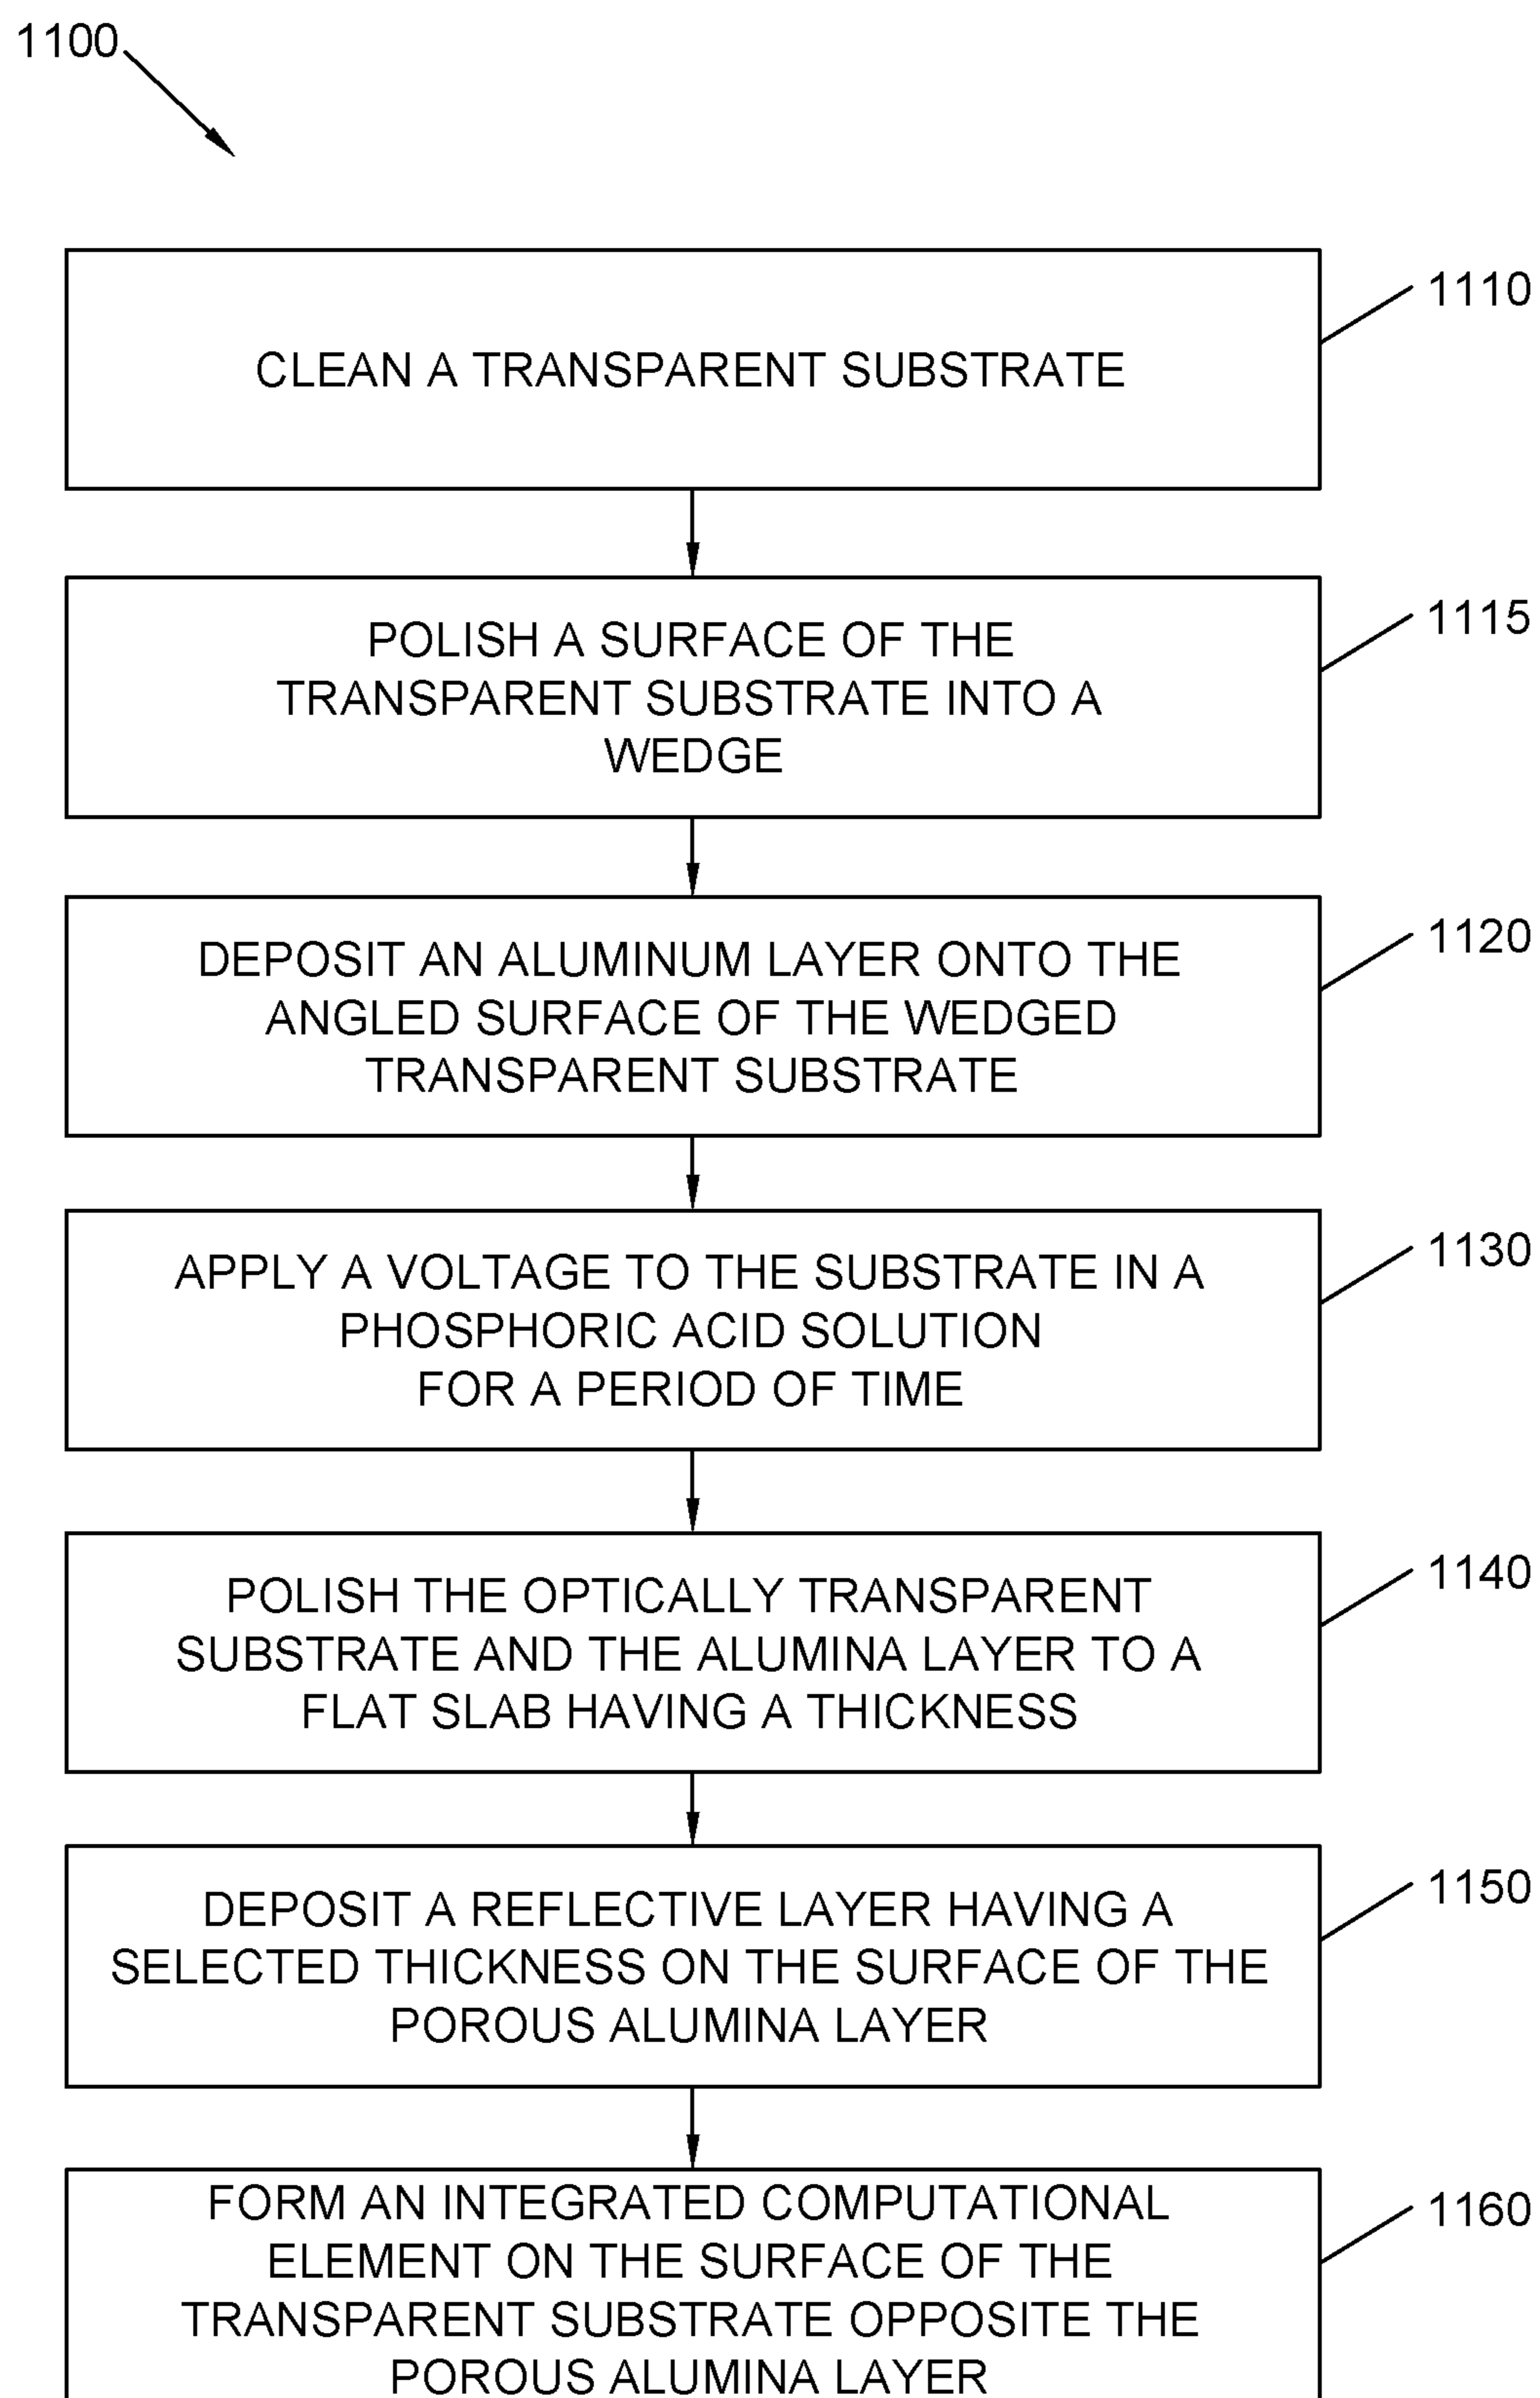 1100
CLEAN A TRANSPARENT SUBSTRATE
1110
POLISH A SURFACE OF THE
TRANSPARENT SUBSTRATE INTO A
WEDGE
1115
DEPOSIT AN ALUMINUM LAYER ONTO THE
ANGLED SURFACE OF THE WEDGED
TRANSPARENT SUBSTRATE
1120
APPLY A VOLTAGE TO THE SUBSTRATE IN A
PHOSPHORIC ACID SOLUTION
FOR A PERIOD OF TIME
1130
POLISH THE OPTICALLY TRANSPARENT
SUBSTRATE AND THE ALUMINA LAYER TO A
FLAT SLAB HAVING A THICKNESS
1140
DEPOSIT A REFLECTIVE LAYER HAVING A
SELECTED THICKNESS ON THE SURFACE OF THE
POROUS ALUMINA LAYER
1150
FORM AN INTEGRATED COMPUTATIONAL
ELEMENT ON THE SURFACE OF THE
TRANSPARENT SUBSTRATE OPPOSITE THE
POROUS ALUMINA LAYER
1160